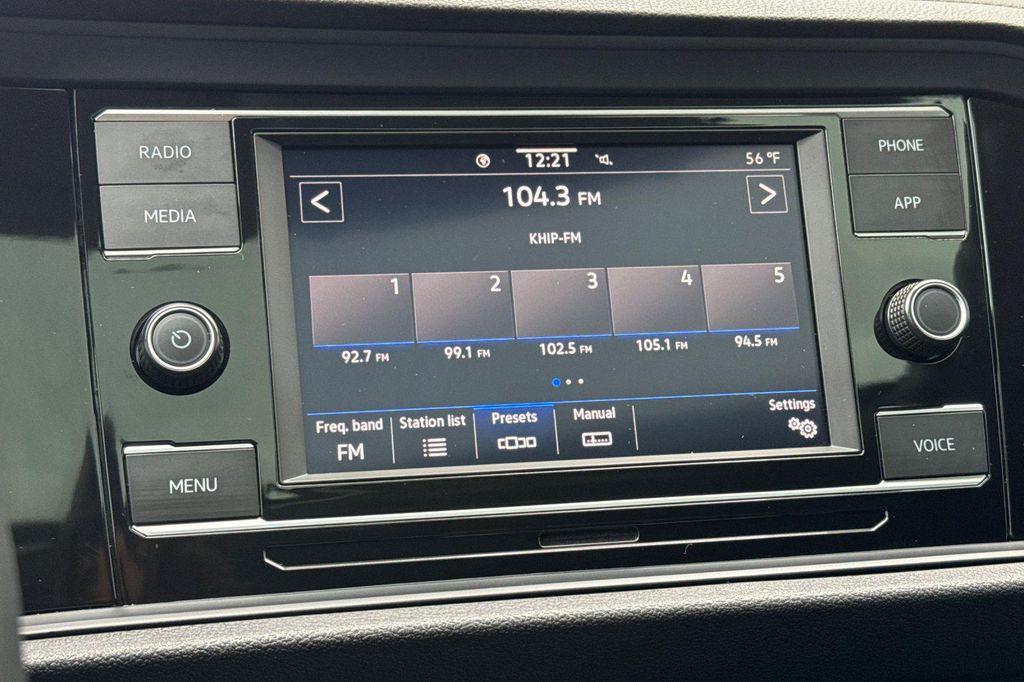 RADIO
MEDIA
MENU
12:21
56 °F
<
104.3 FM
>
KHIP-FM
1 2 3 4 5
92.7 FM 99.1 FM 102.5 FM 105.1 FM 94.5 FM
Freq. band Station list Presets Manual Settings
FM
PHONE
APP
VOICE